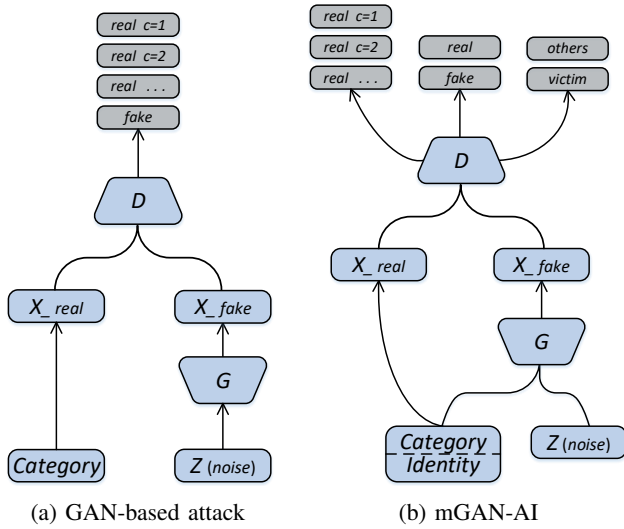 real c=1
real c=2
real ...
fake
D
X_ real
X_ fake
G
Category
Z (noise)
(a) GAN-based attack
real c=1
real c=2
real ...
real
fake
others
victim
D
X_ real
X_ fake
G
Category
Identity
Z (noise)
(b) mGAN-AI